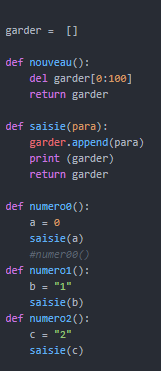 garder =  []
def nouveau():
    del garder[0:100]
    return garder
def saisie(para):
    garder.append(para)
    print (garder)
    return garder
def numero0():
    a = 0
    saisie(a)
    #numer00()
def numero1():
    b = "1"
    saisie(b)
def numero2():
    c = "2"
    saisie(c)